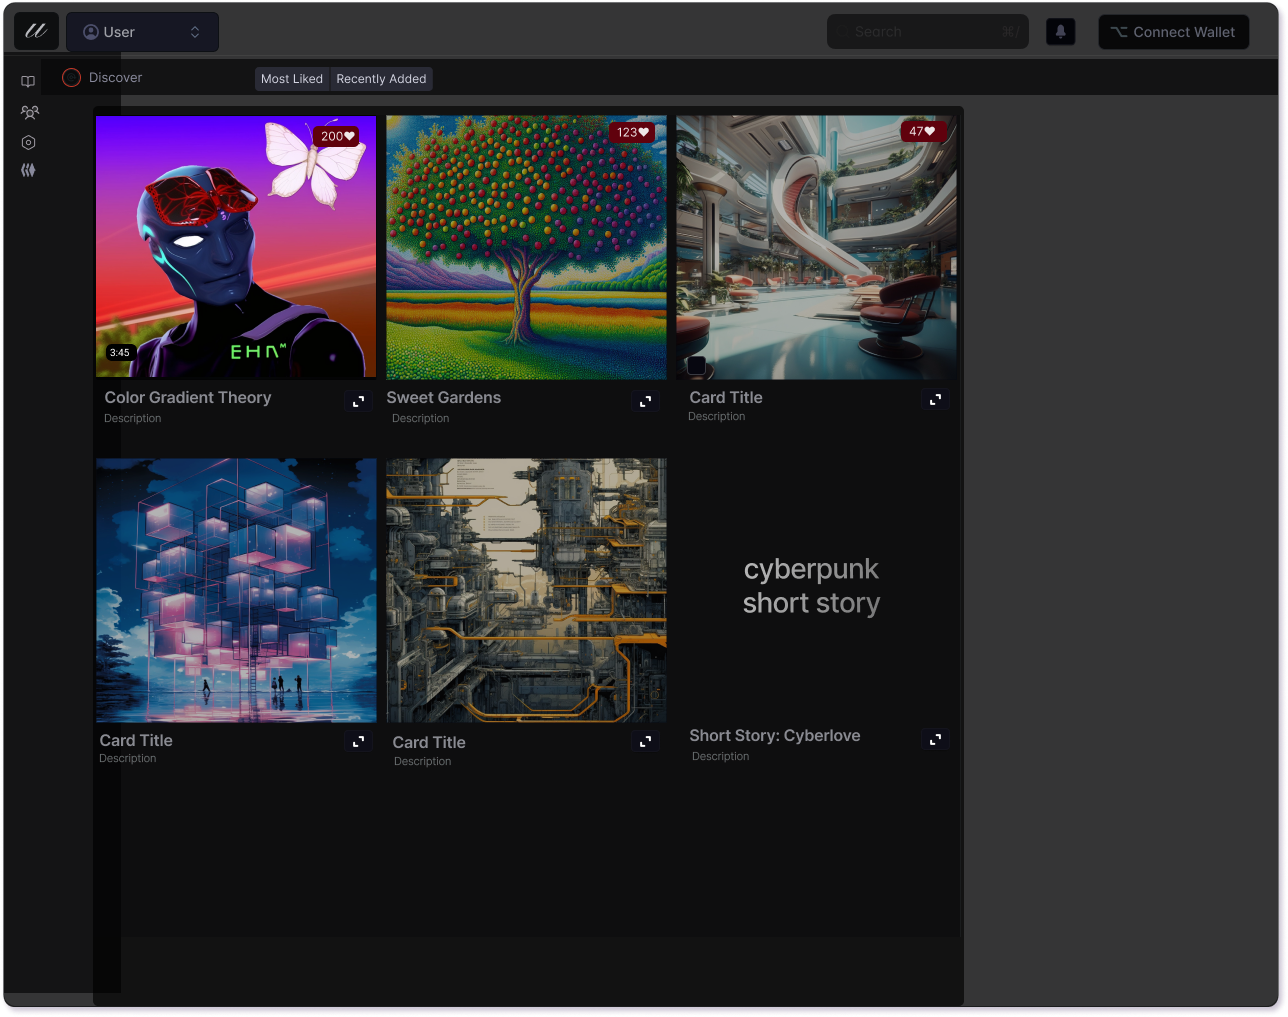 User
Search
⌘/
Connect Wallet
Discover
Most Liked
Recently Added
200♥
123♥
47♥
EHΛ™
3:45
Color Gradient Theory
Description
Sweet Gardens
Description
Card Title
Description
cyberpunk
short story
Card Title
Description
Card Title
Description
Short Story: Cyberlove
Description